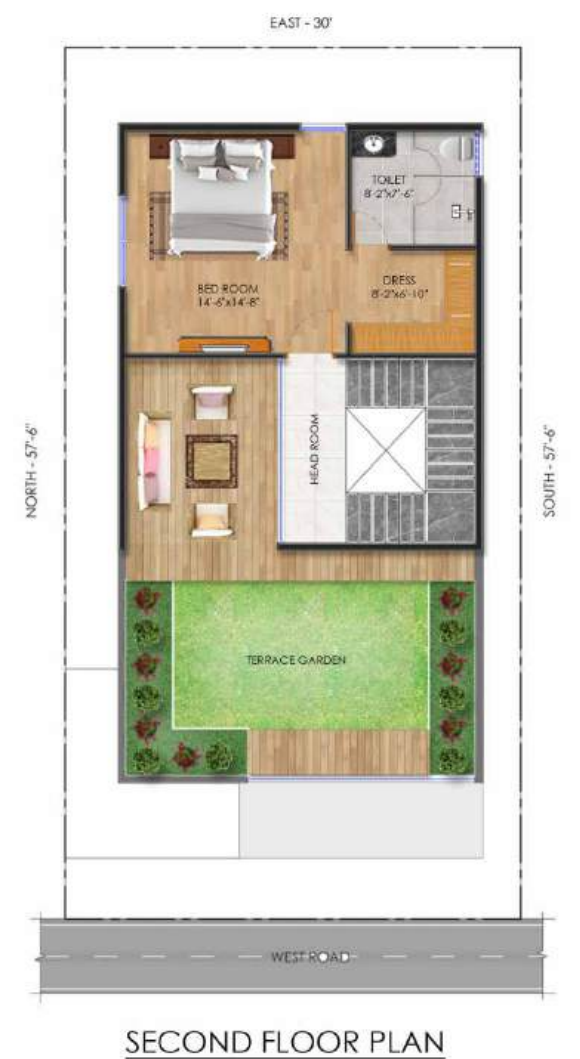 EAST - 30'
TOILET
8'-2"x7'-6"
BED ROOM
14'-6"x14'-8"
DRESS
8'-2"x6'-10"
HEAD ROOM
NORTH - 57'-6"
SOUTH - 57'-6"
TERRACE GARDEN
WEST ROAD
SECOND FLOOR PLAN